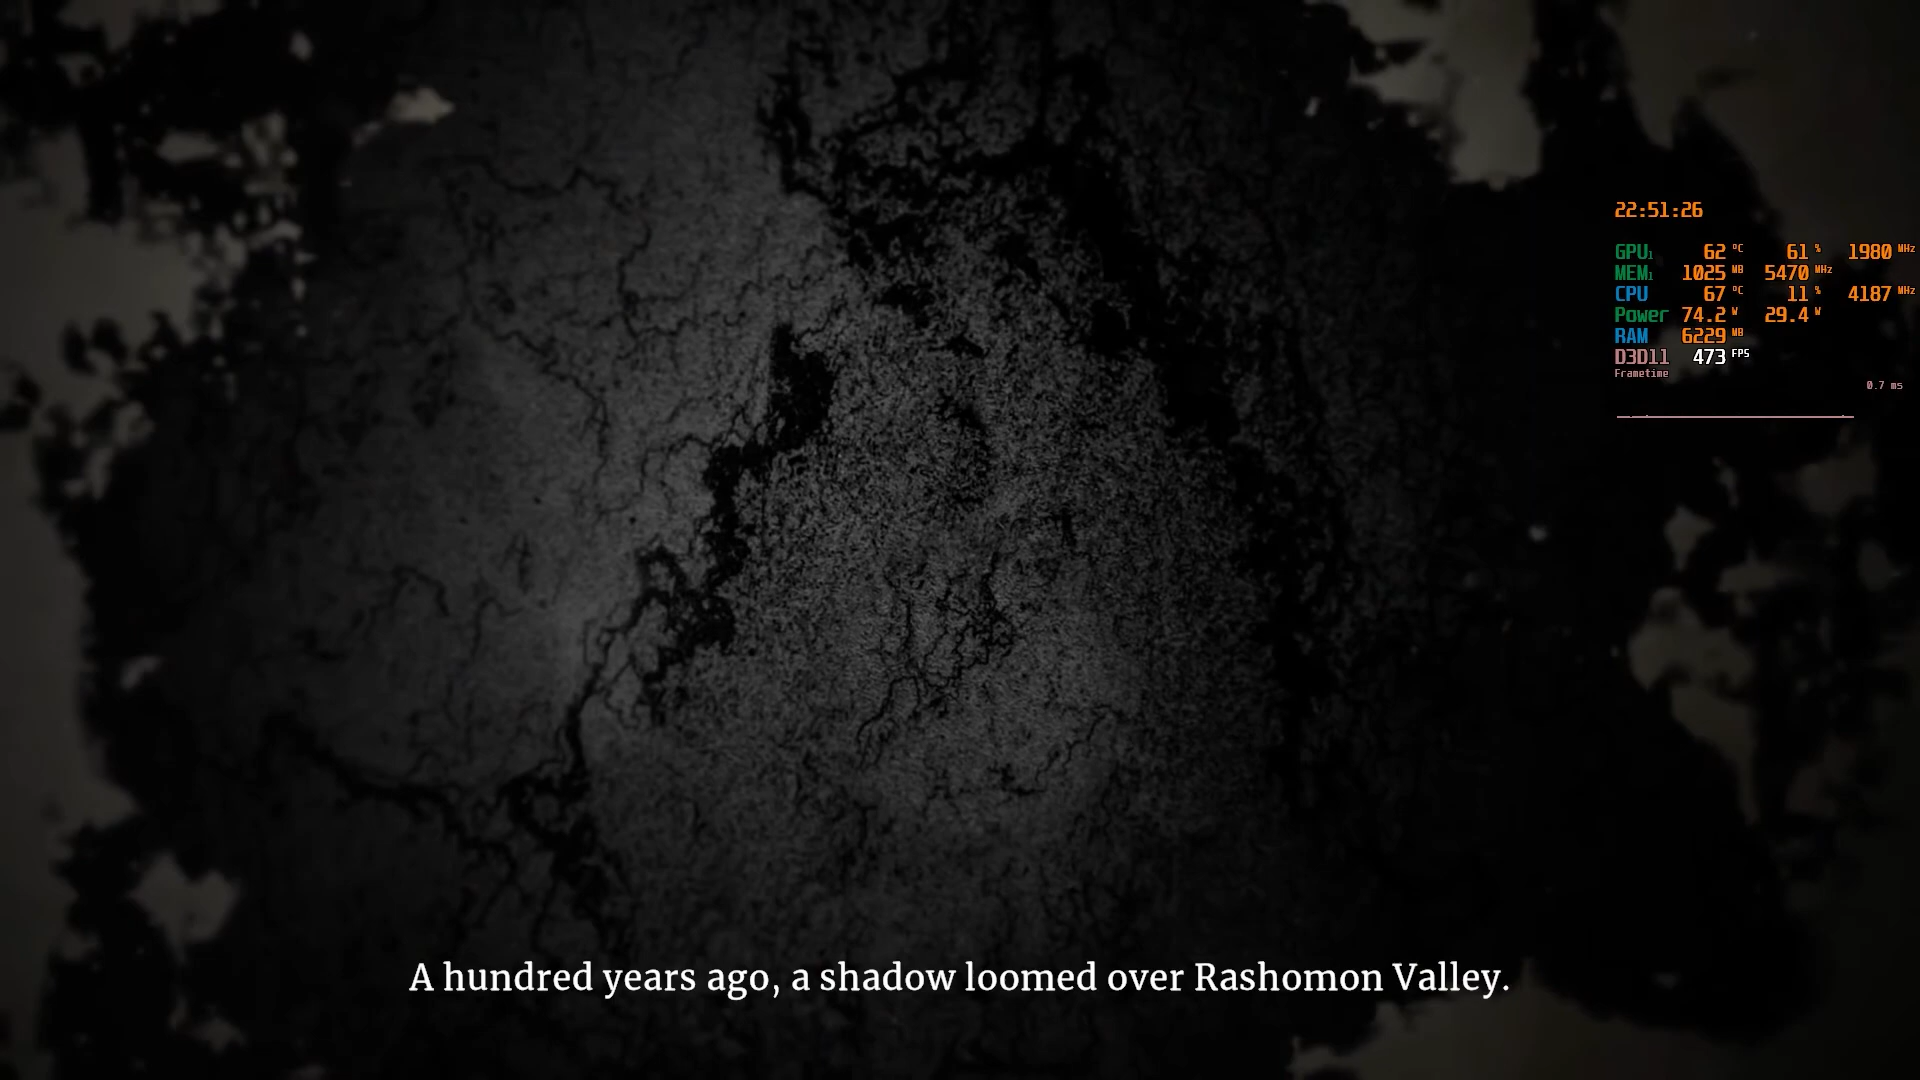 22:51:26
GPU1 62 °C 61 % 1980 MHz
MEM1 1025 MB 5470 MHz
CPU 67 °C 11 % 4187 MHz
Power 74.2 W 29.4 W
RAM 6229 MB
D3D11 473 FPS
Frametime
0.7 ms
A hundred years ago, a shadow loomed over Rashomon Valley.